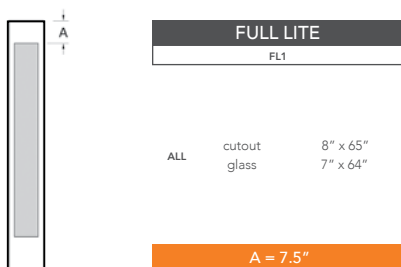 A
FULL LITE
FL1
ALL
cutout 8” x 65”
glass 7” x 64”
A = 7.5”